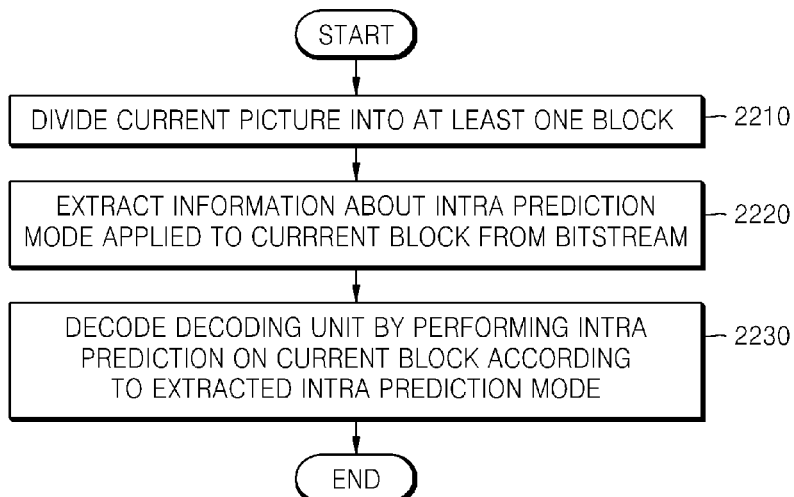 START
DIVIDE CURRENT PICTURE INTO AT LEAST ONE BLOCK
2210
EXTRACT INFORMATION ABOUT INTRA PREDICTION
MODE APPLIED TO CURRRENT BLOCK FROM BITSTREAM
2220
DECODE DECODING UNIT BY PERFORMING INTRA
PREDICTION ON CURRENT BLOCK ACCORDING
TO EXTRACTED INTRA PREDICTION MODE
2230
END